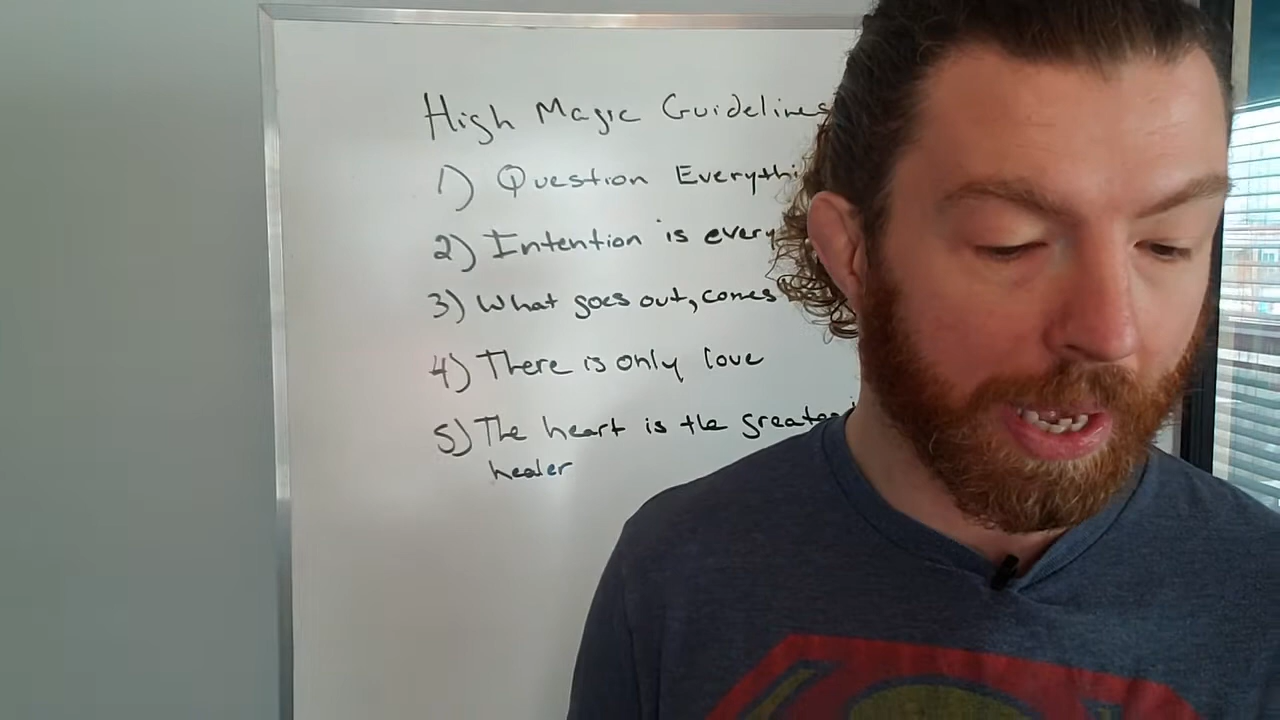 High Magic Guidelines
1) Question Everythi
2) Intention is every
3) What goes out, comes
4) There is only love
5) The heart is the greates
healer